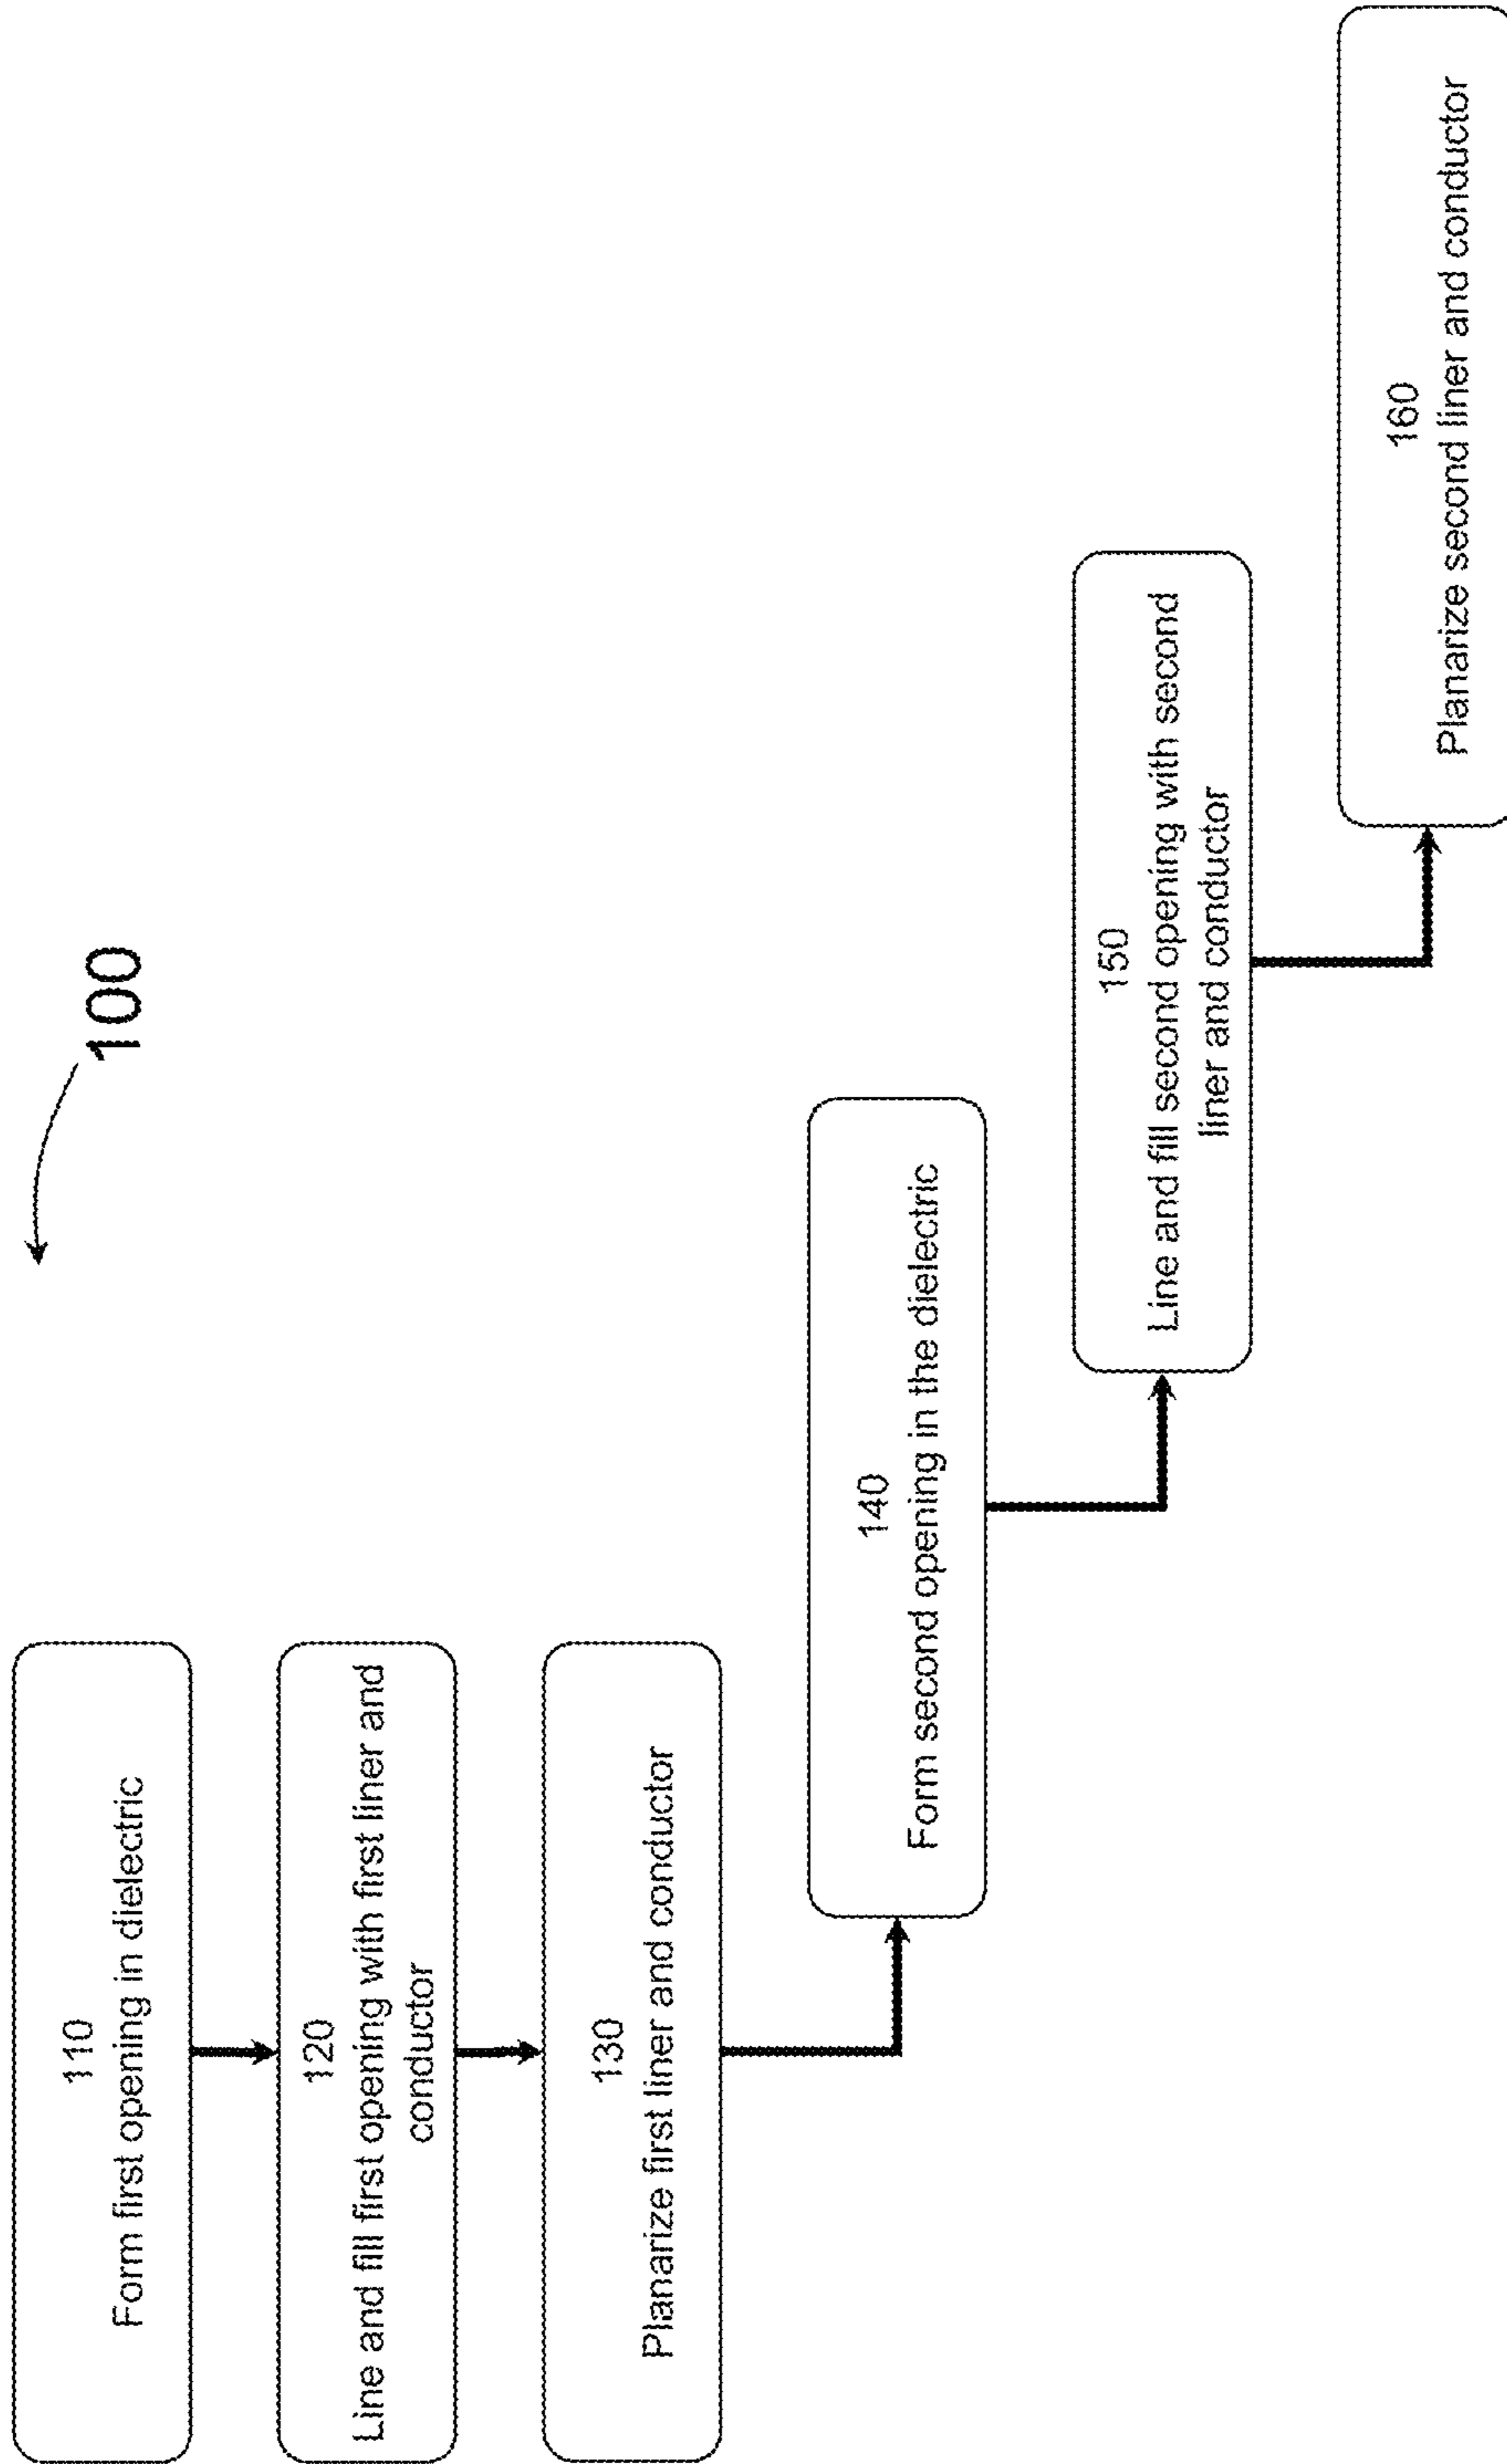 100
110
Form first opening in dielectric
120
Line and fill first opening with first liner and
conductor
130
Planarize first liner and conductor
140
Form second opening in the dielectric
150
Line and fill second opening with second
liner and conductor
160
Planarize second liner and conductor